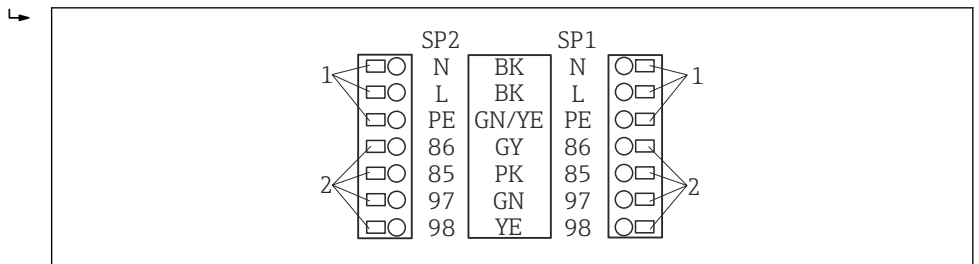 SP2 SP1
1 N BK N 1
L BK L
PE GN/YE PE
86 GY 86
2 85 PK 85 2
97 GN 97
98 YE 98